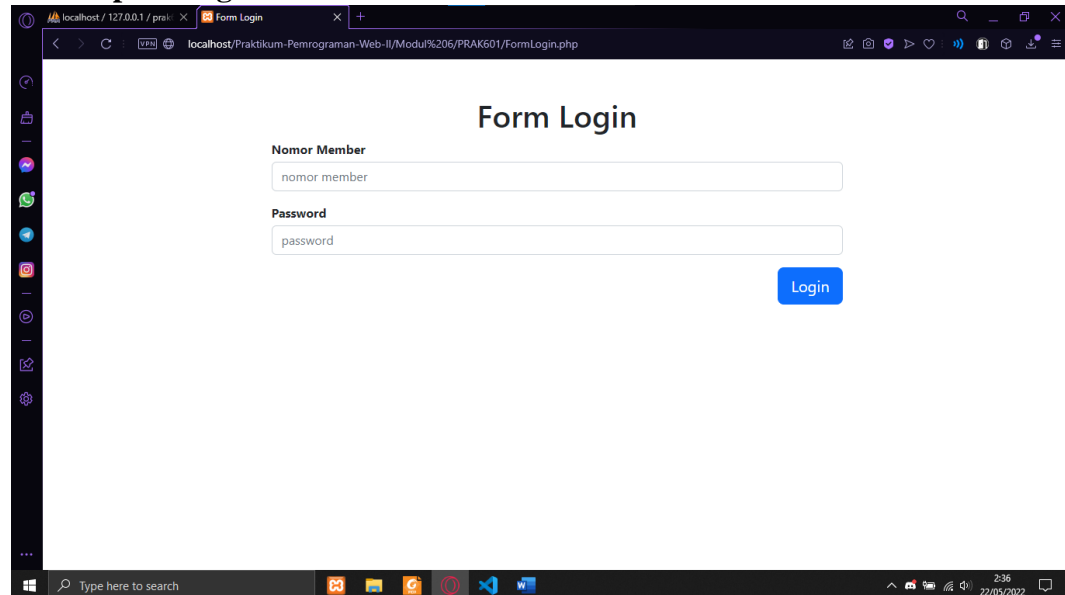 localhost / 127.0.0.1 / prak
Form Login
VPN
localhost/Praktikum-Pemrograman-Web-II/Modul%206/PRAK601/FormLogin.php
Form Login
Nomor Member
nomor member
Password
password
Login
Type here to search
2:36
22/05/2022